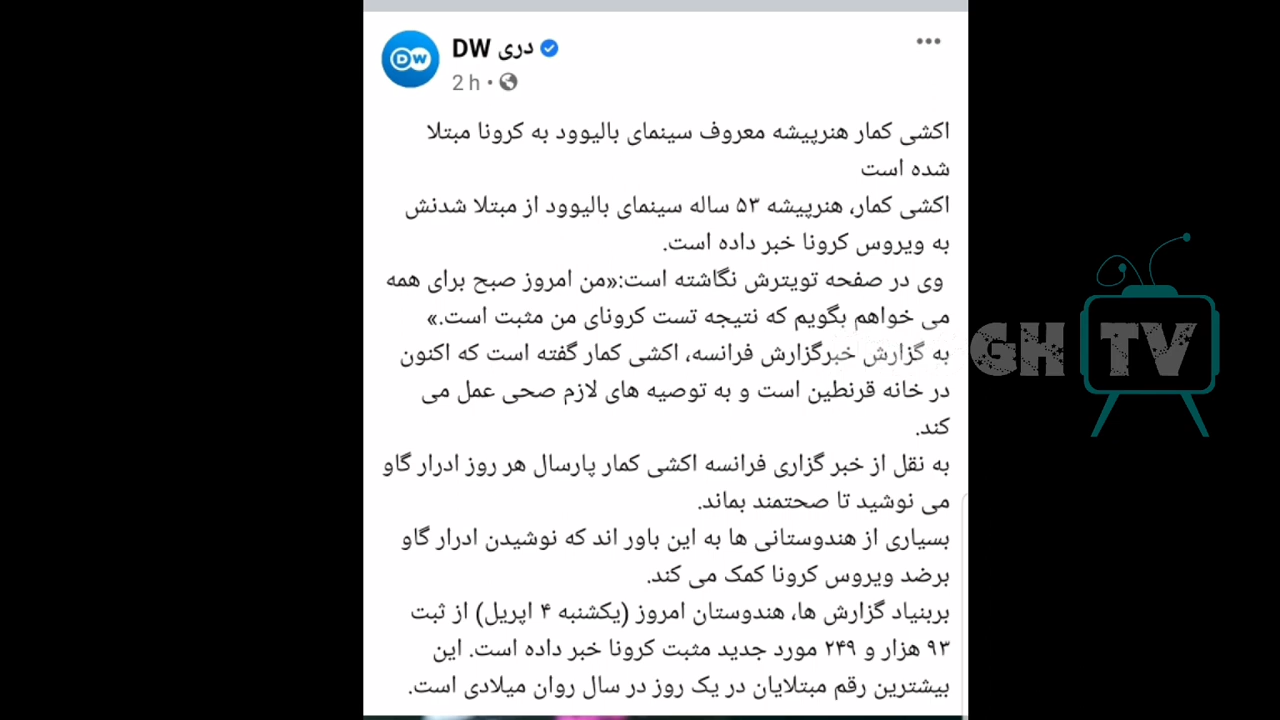 DW دری
2 h
اکشی کمار هنرپیشه معروف سینمای بالیوود به کرونا مبتلا
شده است
اکشی کمار، هنرپیشه ۵۳ ساله سینمای بالیوود از مبتلا شدنش
به ویروس کرونا خبر داده است.
وی در صفحه تویترش نگاشته است:«من امروز صبح برای همه
می خواهم بگویم که نتیجه تست کرونای من مثبت است.»
به گزارش خبرگزارش فرانسه، اکشی کمار گفته است که اکنون
در خانه قرنطین است و به توصیه های لازم صحی عمل می
کند.
به نقل از خبر گزاری فرانسه اکشی کمار پارسال هر روز ادرار گاو
می نوشید تا صحتمند بماند.
بسیاری از هندوستانی ها به این باور اند که نوشیدن ادرار گاو
برضد ویروس کرونا کمک می کند.
بربنیاد گزارش ها، هندوستان امروز (یکشنبه ۴ اپریل) از ثبت
۹۳ هزار و ۲۴۹ مورد جدید مثبت کرونا خبر داده است. این
بیشترین رقم مبتلایان در یک روز در سال روان میلادی است.
GH TV